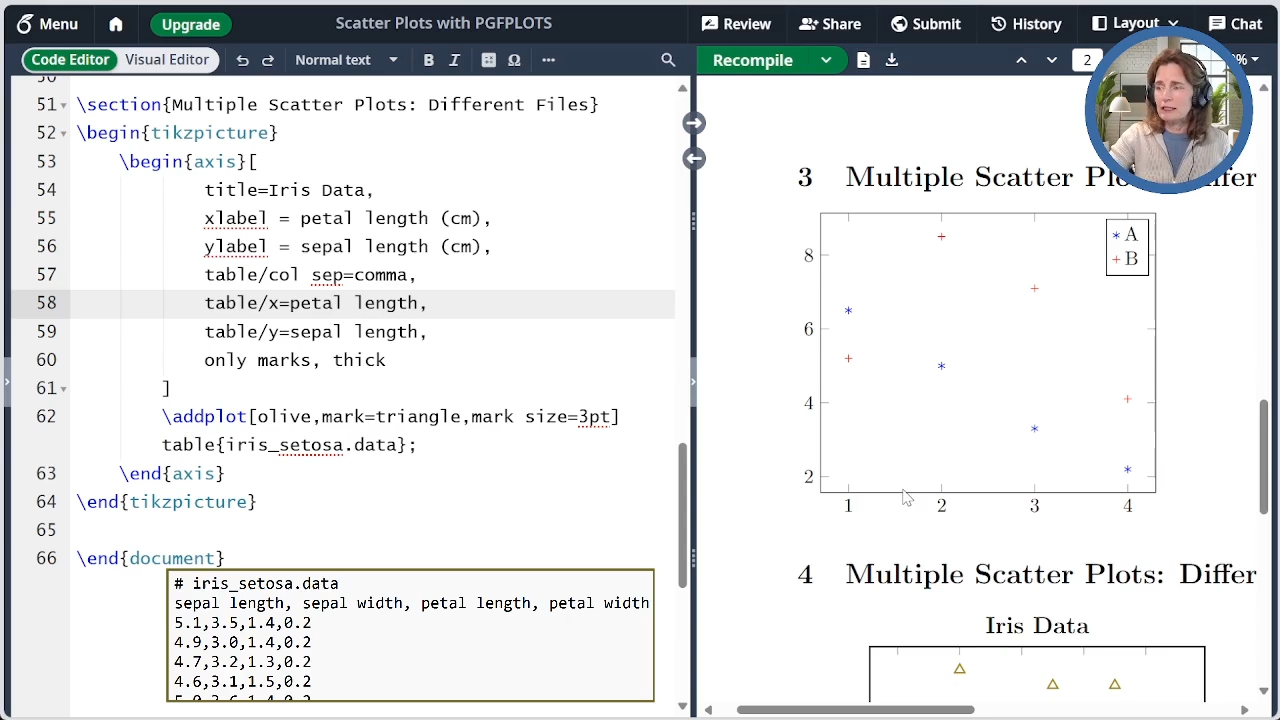 Menu
Upgrade
Scatter Plots with PGFPLOTS
Review
Share
Submit
History
Layout
Chat
Code Editor
Visual Editor
Normal text
B
I
Ω
Recompile
2
%
51 \section{Multiple Scatter Plots: Different Files}
52 \begin{tikzpicture}
53 \begin{axis}[
54 title=Iris Data,
55 xlabel = petal length (cm),
56 ylabel = sepal length (cm),
57 table/col sep=comma,
58 table/x=petal length,
59 table/y=sepal length,
60 only marks, thick
61 ]
62 \addplot[olive,mark=triangle,mark size=3pt]
table{iris_setosa.data};
63 \end{axis}
64 \end{tikzpicture}
65
66 \end{document}
# iris_setosa.data
sepal length, sepal width, petal length, petal width
5.1,3.5,1.4,0.2
4.9,3.0,1.4,0.2
4.7,3.2,1.3,0.2
4.6,3.1,1.5,0.2
3 Multiple Scatter
A
B
8
6
4
2
1 2 3 4
4 Multiple Scatter Plots: Differ
Iris Data